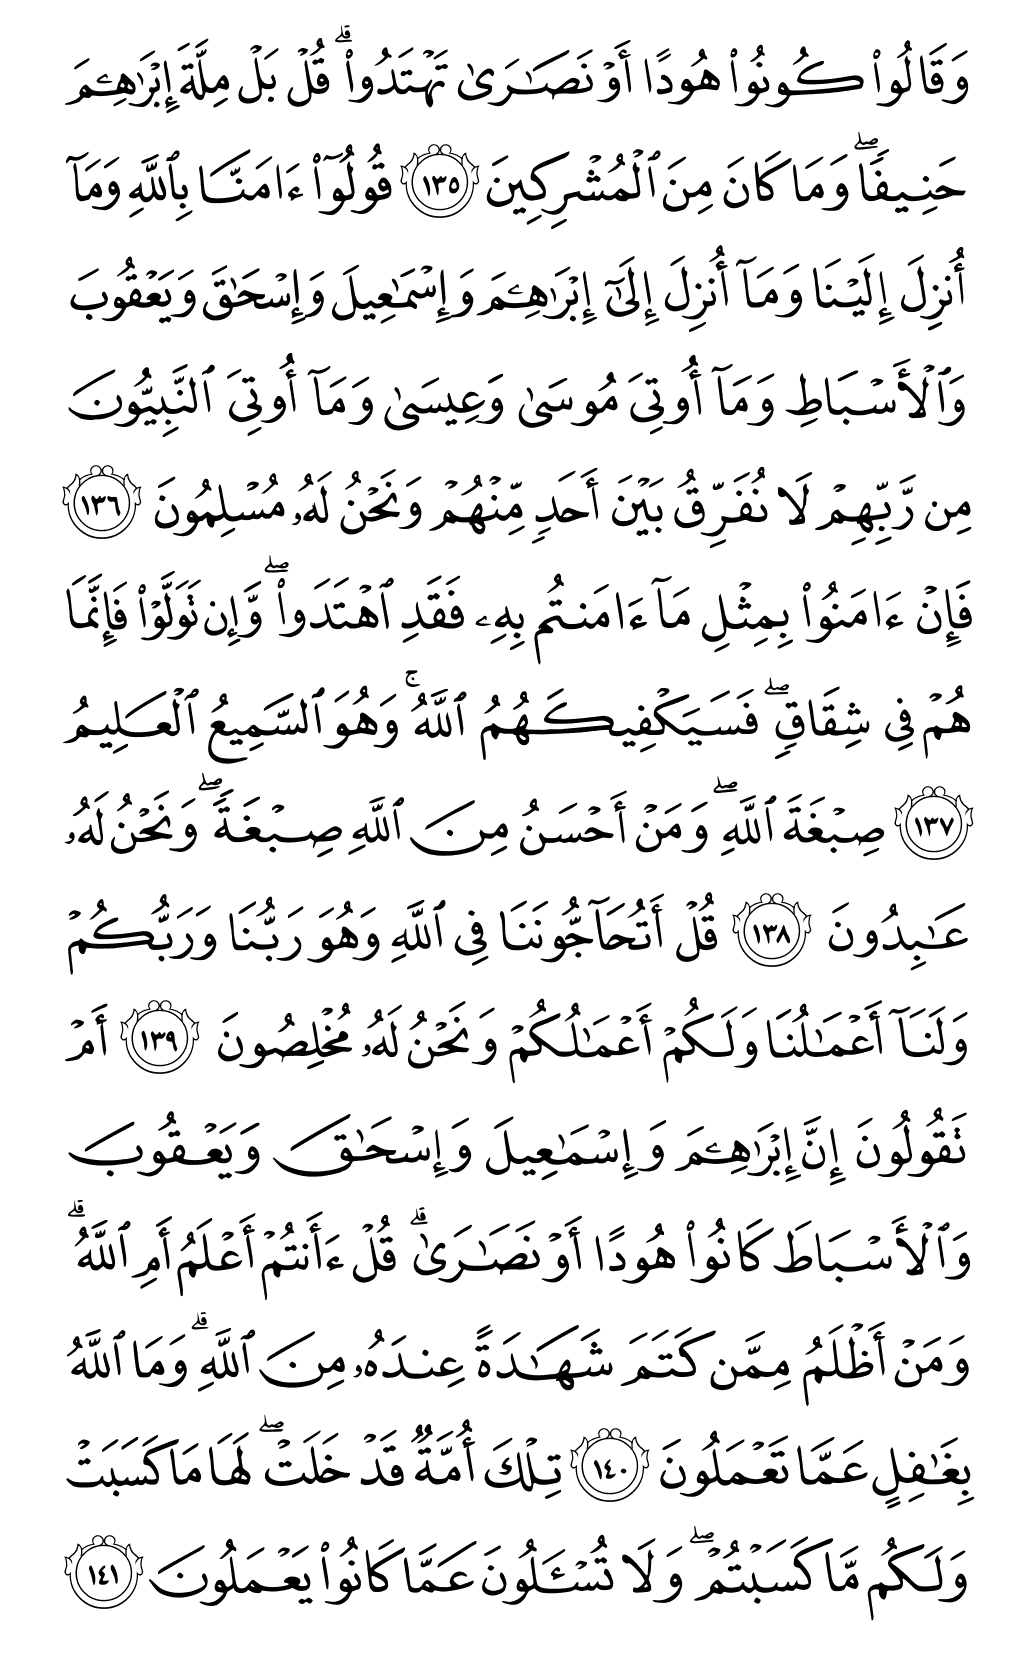 وَقَالُوا۟ كُونُوا۟ هُودًا أَوْ نَصَـٰرَىٰ تَهْتَدُوا۟ ۗ قُلْ بَلْ مِلَّةَ إِبْرَٰهِـۧمَ
حَنِيفًا ۖ وَمَا كَانَ مِنَ ٱلْمُشْرِكِينَ ١٣٥ قُولُوٓا۟ ءَامَنَّا بِٱللَّهِ وَمَآ
أُنزِلَ إِلَيْنَا وَمَآ أُنزِلَ إِلَىٰٓ إِبْرَٰهِـۧمَ وَإِسْمَـٰعِيلَ وَإِسْحَـٰقَ وَيَعْقُوبَ
وَٱلْأَسْبَاطِ وَمَآ أُوتِىَ مُوسَىٰ وَعِيسَىٰ وَمَآ أُوتِىَ ٱلنَّبِيُّونَ
مِن رَّبِّهِمْ لَا نُفَرِّقُ بَيْنَ أَحَدٍ مِّنْهُمْ وَنَحْنُ لَهُۥ مُسْلِمُونَ ١٣٦
فَإِنْ ءَامَنُوا۟ بِمِثْلِ مَآ ءَامَنتُم بِهِۦ فَقَدِ ٱهْتَدَوا۟ ۖ وَّإِن تَوَلَّوْا۟ فَإِنَّمَا
هُمْ فِى شِقَاقٍ ۖ فَسَيَكْفِيكَهُمُ ٱللَّهُ ۚ وَهُوَ ٱلسَّمِيعُ ٱلْعَلِيمُ
١٣٧ صِبْغَةَ ٱللَّهِ ۖ وَمَنْ أَحْسَنُ مِنَ ٱللَّهِ صِبْغَةً ۖ وَنَحْنُ لَهُۥ
عَـٰبِدُونَ ١٣٨ قُلْ أَتُحَآجُّونَنَا فِى ٱللَّهِ وَهُوَ رَبُّنَا وَرَبُّكُمْ
وَلَنَآ أَعْمَـٰلُنَا وَلَكُمْ أَعْمَـٰلُكُمْ وَنَحْنُ لَهُۥ مُخْلِصُونَ ١٣٩ أَمْ
تَقُولُونَ إِنَّ إِبْرَٰهِـۧمَ وَإِسْمَـٰعِيلَ وَإِسْحَـٰقَ وَيَعْقُوبَ
وَٱلْأَسْبَاطَ كَانُوا۟ هُودًا أَوْ نَصَـٰرَىٰ ۗ قُلْ ءَأَنتُمْ أَعْلَمُ أَمِ ٱللَّهُ ۗ
وَمَنْ أَظْلَمُ مِمَّن كَتَمَ شَهَـٰدَةً عِندَهُۥ مِنَ ٱللَّهِ ۗ وَمَا ٱللَّهُ
بِغَـٰفِلٍ عَمَّا تَعْمَلُونَ ١٤٠ تِلْكَ أُمَّةٌ قَدْ خَلَتْ ۖ لَهَا مَا كَسَبَتْ
وَلَكُم مَّا كَسَبْتُمْ ۖ وَلَا تُسْـَٔلُونَ عَمَّا كَانُوا۟ يَعْمَلُونَ ١٤١